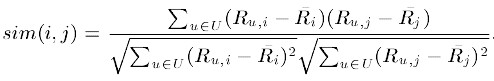 sim(i, j) = \frac{\sum_{u \in U} (R_{u,i} - \bar{R_i})(R_{u,j} - \bar{R_j})}{\sqrt{\sum_{u \in U} (R_{u,i} - \bar{R_i})^2} \sqrt{\sum_{u \in U} (R_{u,j} - \bar{R_j})^2}}.